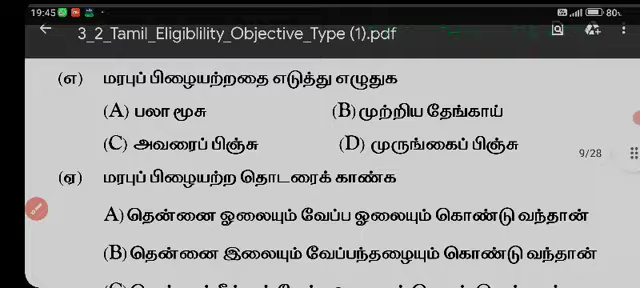 19:45
80
3_2_Tamil_Eligiblility_Objective_Type (1).pdf
(எ) மரபுப் பிழையற்றதை எடுத்து எழுதுக
(A) பலா மூசு (B) முற்றிய தேங்காய்
(C) அவரைப் பிஞ்சு (D) முருங்கைப் பிஞ்சு
9/28
(ஏ) மரபுப் பிழையற்ற தொடரைக் காண்க
A) தென்னை ஓலையும் வேப்ப ஓலையும் கொண்டு வந்தான்
(B) தென்னை இலையும் வேப்பந்தழையும் கொண்டு வந்தான்